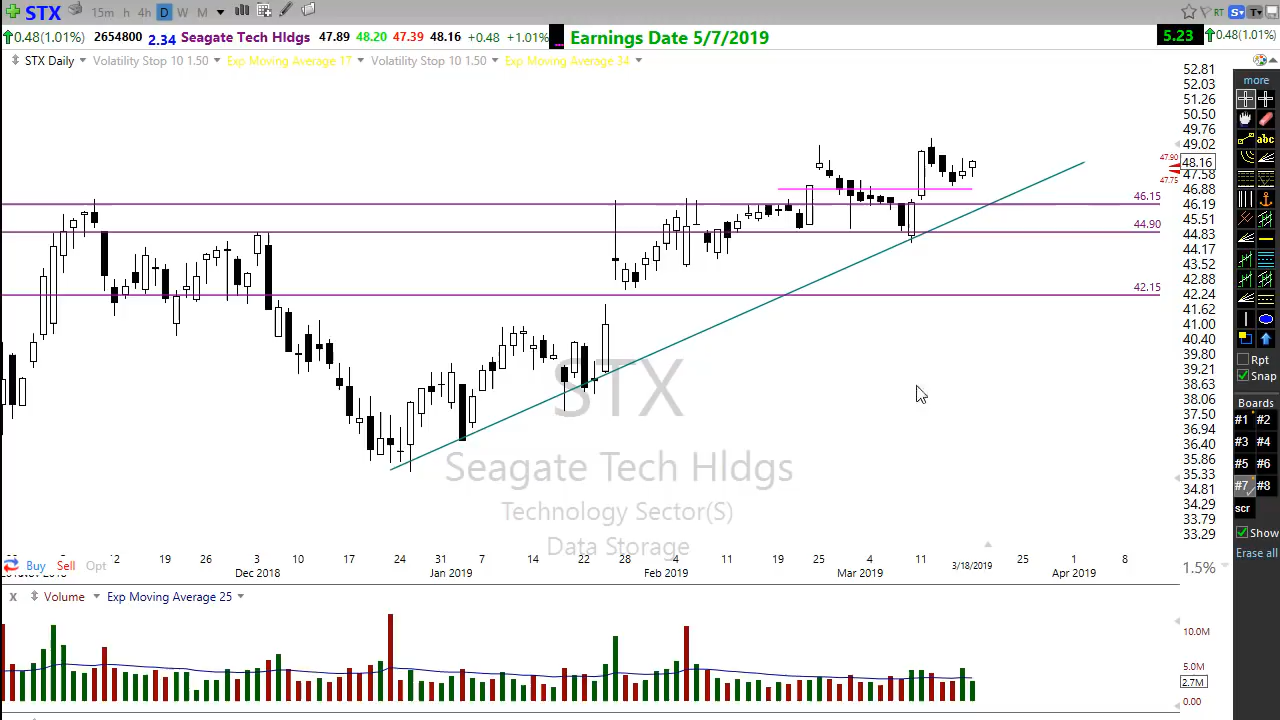 STX 15m h 4h D W M
0.48(1.01%) 2654800 2.34 Seagate Tech Hldgs 47.89 48.20 47.39 48.16 +0.48 +1.01% Earnings Date 5/7/2019 5.23 0.48(1.01%)
RT S T
STX Daily Volatility Stop 10 1.50 Exp Moving Average 17 Volatility Stop 10 1.50 Exp Moving Average 34
52.81
52.03
51.26
50.50
49.76
49.02
47.90
48.16
47.58
47.75
46.88
46.15
46.19
45.51
44.90
44.83
44.17
43.52
42.88
42.15
42.24
41.62
41.00
40.40
39.80
39.21
38.63
38.06
37.50
36.94
36.40
35.86
35.33
34.81
34.29
33.79
33.29
STX
Seagate Tech Hldgs
Technology Sector(S)
Data Storage
12 19 26 3 10 17 24 31 7 14 22 28 4 11 19 25 4 11 25 1 8
Buy Sell Opt
Dec 2018 Jan 2019 Feb 2019 Mar 2019 3/18/2019 Apr 2019
1.5%
X Volume Exp Moving Average 25
10.0M
5.0M
2.7M
0.00
more
abc
Rpt
Snap
Boards
#1 #2
#3 #4
#5 #6
#7 #8
scr
Show
Erase all